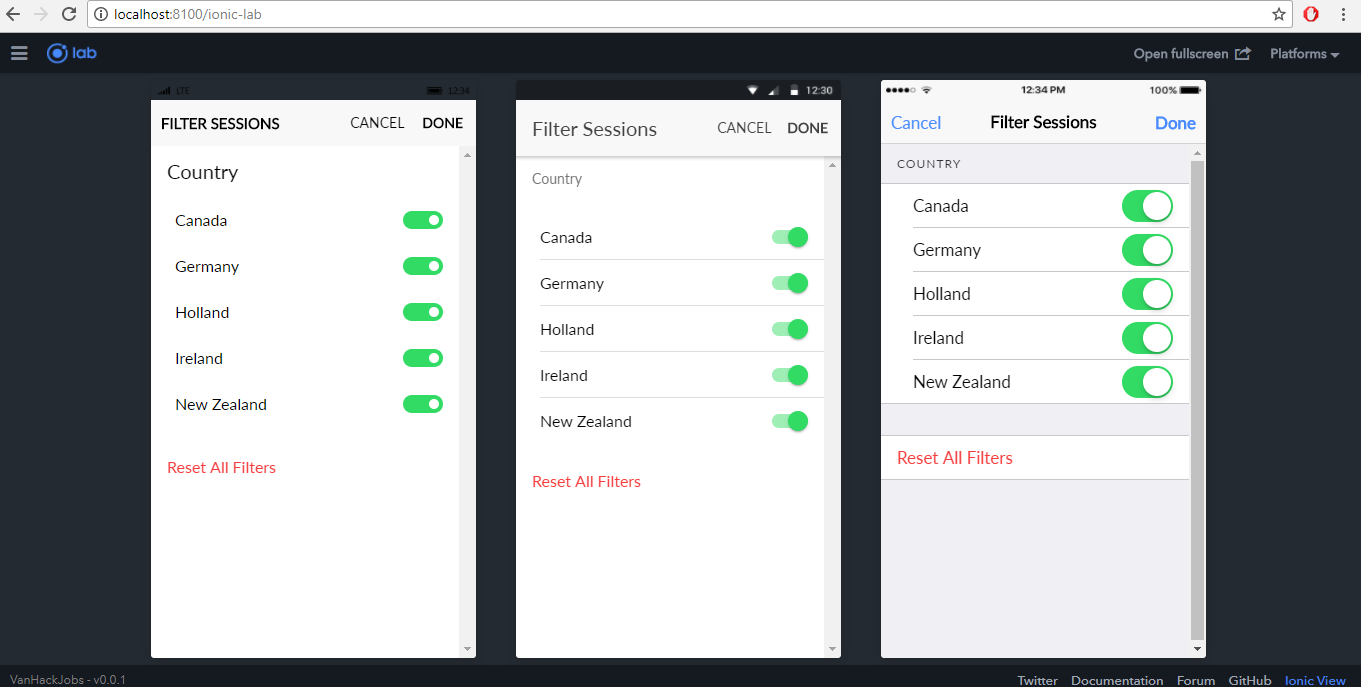 localhost:8100/ionic-lab
lab
Open fullscreen
Platforms
LTE
12:34
FILTER SESSIONS
CANCEL
DONE
Country
Canada
Germany
Holland
Ireland
New Zealand
Reset All Filters
12:30
Filter Sessions
CANCEL
DONE
Country
Canada
Germany
Holland
Ireland
New Zealand
Reset All Filters
12:34 PM
100%
Cancel
Filter Sessions
Done
COUNTRY
Canada
Germany
Holland
Ireland
New Zealand
Reset All Filters
VanHackJobs - v0.0.1
Twitter
Documentation
Forum
GitHub
Ionic View